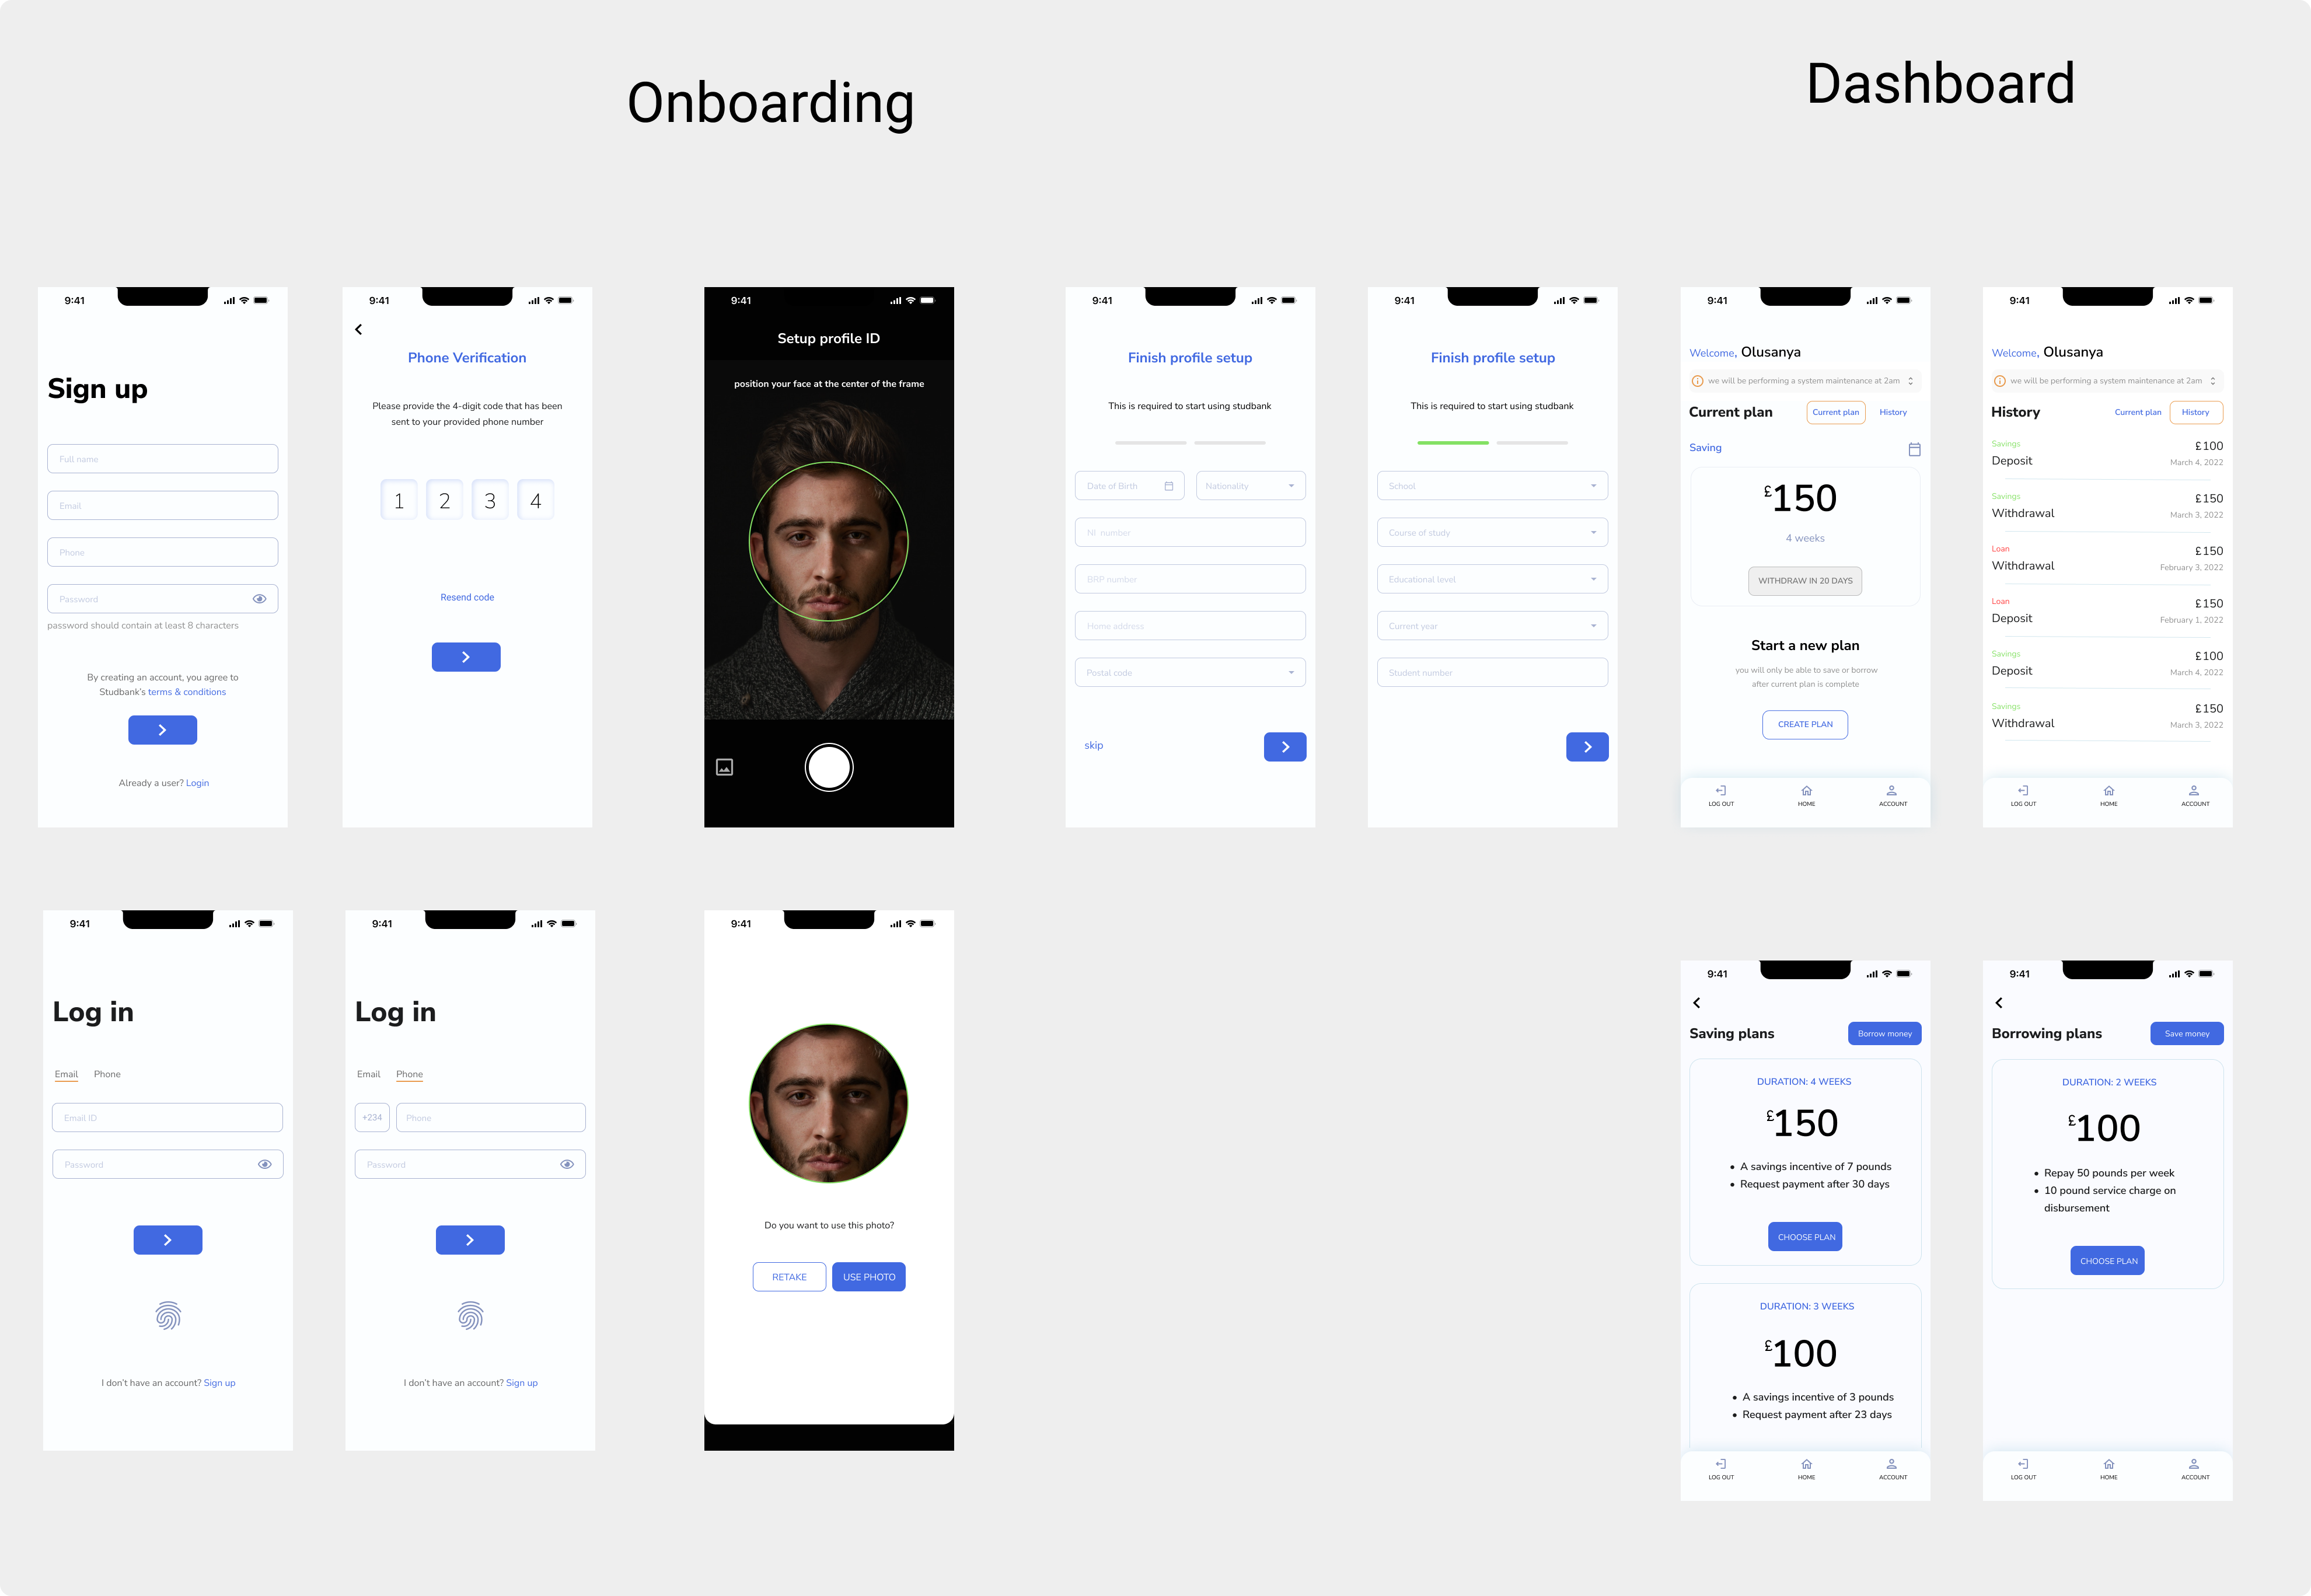 Onboarding
Dashboard
9:41
Sign up
Full name
Email
Phone
Password
password should contain at least 8 characters
By creating an account, you agree to
Studbank's terms & conditions
Already a user? Login
9:41
Phone Verification
Please provide the 4-digit code that has been
sent to your provided phone number
1 2 3 4
Resend code
9:41
Setup profile ID
position your face at the center of the frame
9:41
Finish profile setup
This is required to start using studbank
Date of Birth
Nationality
NI number
BRP number
Home address
Postal code
skip
9:41
Finish profile setup
This is required to start using studbank
School
Course of study
Educational level
Current year
Student number
9:41
Welcome, Olusanya
we will be performing a system maintenance at 2am
Current plan
Current plan
History
Saving
£150
4 weeks
WITHDRAW IN 20 DAYS
Start a new plan
you will only be able to save or borrow
after current plan is complete
CREATE PLAN
LOG OUT
HOME
ACCOUNT
9:41
Welcome, Olusanya
we will be performing a system maintenance at 2am
History
Current plan
History
Savings
£100
Deposit
March 4, 2022
Savings
£150
Withdrawal
March 3, 2022
Loan
£150
Withdrawal
February 3, 2022
Loan
£150
Deposit
February 1, 2022
Savings
£100
Deposit
March 4, 2022
Savings
£150
Withdrawal
March 3, 2022
LOG OUT
HOME
ACCOUNT
9:41
Log in
Email
Phone
Email ID
Password
I don't have an account? Sign up
9:41
Log in
Email
Phone
+234
Phone
Password
I don't have an account? Sign up
9:41
Do you want to use this photo?
RETAKE
USE PHOTO
9:41
Saving plans
Borrow money
DURATION: 4 WEEKS
£150
• A savings incentive of 7 pounds
• Request payment after 30 days
CHOOSE PLAN
DURATION: 3 WEEKS
£100
• A savings incentive of 3 pounds
• Request payment after 23 days
LOG OUT
HOME
ACCOUNT
9:41
Borrowing plans
Save money
DURATION: 2 WEEKS
£100
• Repay 50 pounds per week
• 10 pound service charge on
disbursement
CHOOSE PLAN
LOG OUT
HOME
ACCOUNT